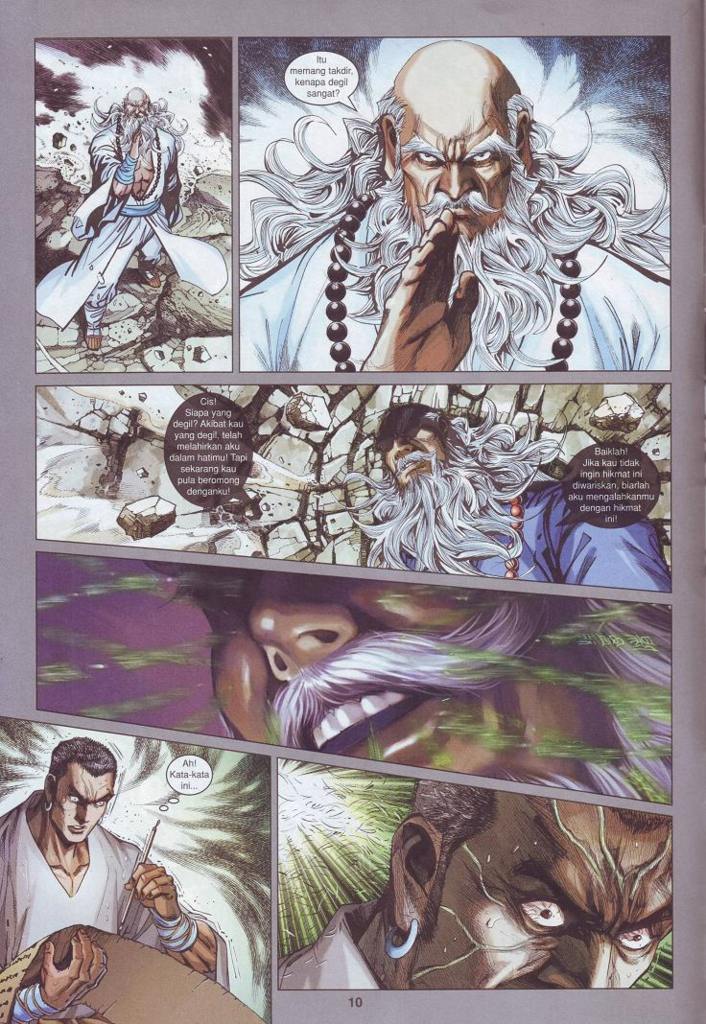 Itu
memang takdir,
kenapa degil
sangat?
Cis!
Siapa yang
degil? Akibat kau
yang degil, telah
melahirkan aku
dalam hatimu! Tapi
sekarang kau
pula beromong
denganku!
Baiklah!
Jika kau tidak
ingin hikmat ini
diwariskan, biarlah
aku mengalahkanmu
dengan hikmat
ini!
Ah!
Kata-kata
ini...
10